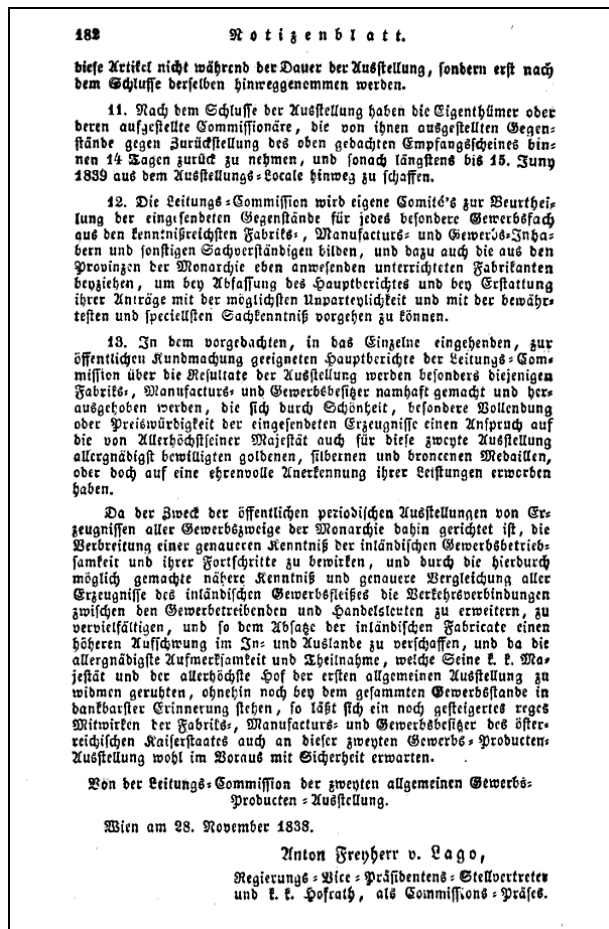 182 Notizenblatt.
diese Artikel nicht während der Dauer der Ausstellung, sondern erst nach
dem Schlusse derselben hinweggenommen werden.
11. Nach dem Schlusse der Ausstellung haben die Eigenthümer oder
deren aufgestellte Commissionäre, die von ihnen ausgestellten Gegen-
stände gegen Zurückstellung des oben gedachten Empfangsscheines bin-
nen 14 Tagen zurück zu nehmen, und sonach längstens bis 15. Juny
1839 aus dem Ausstellungs-Locale hinweg zu schaffen.
12. Die Leitungs-Commission wird eigene Comité's zur Beurthei-
lung der eingesendeten Gegenstände für jedes besondere Gewerbsfach
aus den kenntnißreichsten Fabriks-, Manufacturs- und Gewerbs-Inha-
bern und sonstigen Sachverständigen bilden, und dazu auch die aus den
Provinzen der Monarchie eben anwesenden unterrichteten Fabrikanten
beyziehen, um bey Abfassung des Hauptberichtes und bey Erstattung
ihrer Anträge mit der möglichsten Unparteylichkeit und mit der bewähr-
testen und speciellsten Sachkenntniß vorgehen zu können.
13. In dem vorgedachten, in das Einzelne eingehenden, zur
öffentlichen Kundmachung geeigneten Hauptberichte der Leitungs-Com-
mission über die Resultate der Ausstellung werden besonders diejenigen
Fabriks-, Manufacturs- und Gewerbsbesitzer namhaft gemacht und her-
ausgehoben werden, die sich durch Schönheit, besondere Vollendung
oder Preiswürdigkeit der eingesendeten Erzeugnisse einen Anspruch auf
die von Allerhöchstseiner Majestät auch für diese zweyte Ausstellung
allergnädigst bewilligten goldenen, silbernen und broncenen Medaillen,
oder doch auf eine ehrenvolle Anerkennung ihrer Leistungen erwerben
haben.
Da der Zweck der öffentlichen periodischen Ausstellungen von Er-
zeugnissen aller Gewerbszweige der Monarchie dahin gerichtet ist, die
Verbreitung einer genaueren Kenntniß der inländischen Gewerbsbetrieb-
samkeit und ihrer Fortschritte zu bewirken, und durch die hierdurch
möglich gemachte nähere Kenntniß und genauere Vergleichung aller
Erzeugnisse des inländischen Gewerbsfleißes die Verkehrsverbindungen
zwischen den Gewerbetreibenden und Handelsleuten zu erweitern, zu
vervielfältigen, und so dem Absatze der inländischen Fabricate einen
höheren Aufschwung im In- und Auslande zu verschaffen, und da die
allergnädigste Aufmerksamkeit und Theilnahme, welche Seine k. k. Ma-
jestät und der allerhöchste Hof der ersten allgemeinen Ausstellung zu
widmen geruhten, ohnehin noch bey dem gesammten Gewerbsstande in
dankbarster Erinnerung stehen, so läßt sich ein noch gesteigertes reges
Mitwirken der Fabriks-, Manufacturs- und Gewerbsbesitzer des öster-
reichischen Kaiserstaates auch an dieser zweyten Gewerbs-Producten-
Ausstellung wohl im Voraus mit Sicherheit erwarten.
Von der Leitungs-Commission der zweyten allgemeinen Gewerbs-
Producten-Ausstellung.
Wien am 28. November 1838.
Anton Freyherr v. Lago,
Regierungs-Vice-Präsidentens-Stellvertreter
und k. k. Hofrath, als Commissions-Präses.